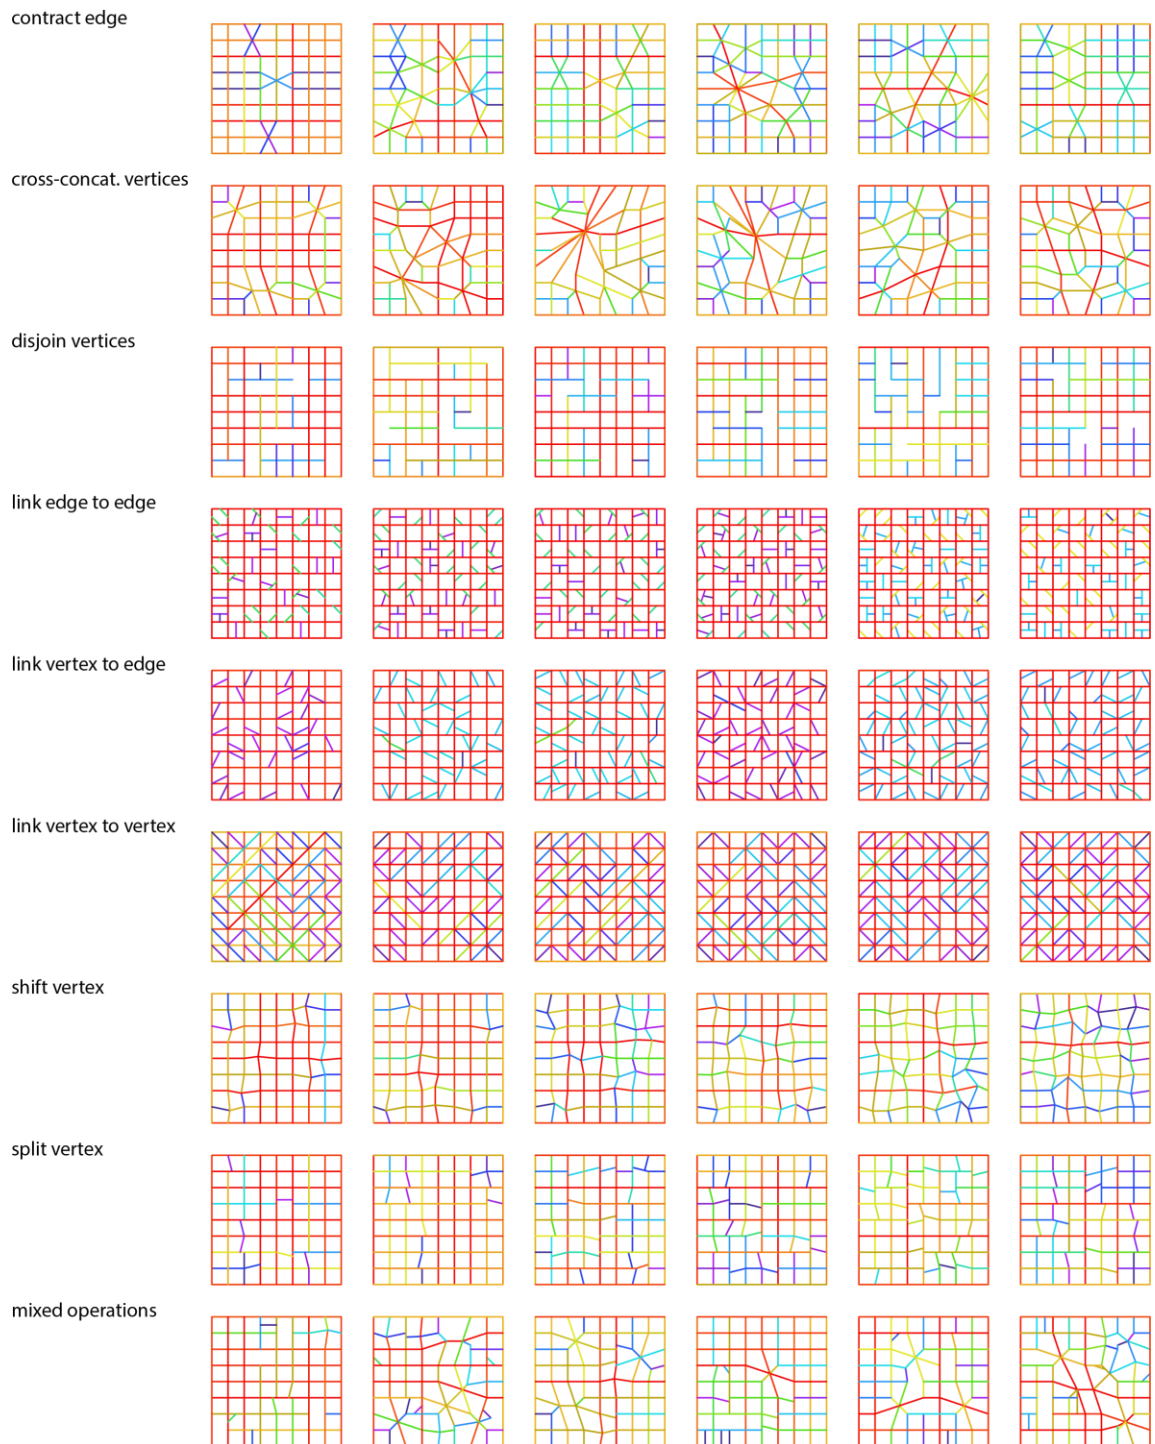 contract edge
cross-concat. vertices
disjoin vertices
link edge to edge
link vertex to edge
link vertex to vertex
shift vertex
split vertex
mixed operations